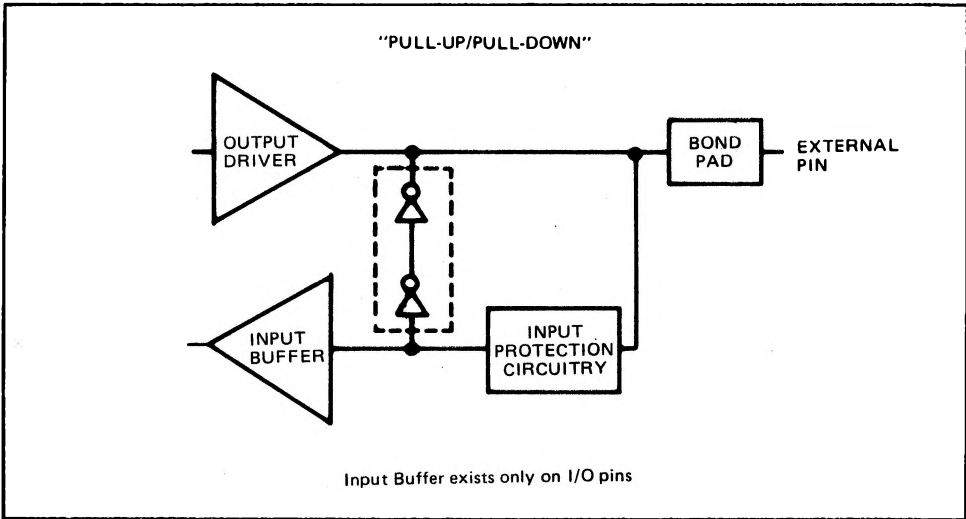 "PULL-UP/PULL-DOWN"
OUTPUT
DRIVER
BOND
PAD
EXTERNAL
PIN
INPUT
BUFFER
INPUT
PROTECTION
CIRCUITRY
Input Buffer exists only on I/O pins